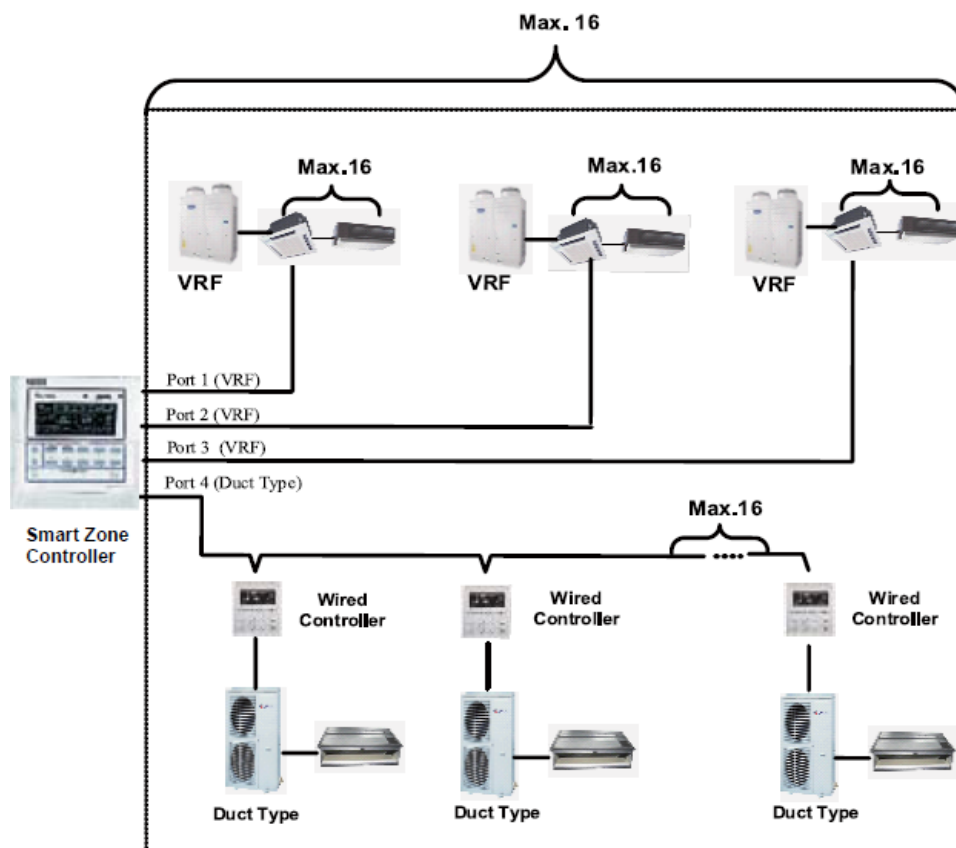 Max. 16
Max.16
Max.16
Max.16
VRF
VRF
VRF
Port 1 (VRF)
Port 2 (VRF)
Port 3 (VRF)
Port 4 (Duct Type)
Smart Zone
Controller
Max.16
Wired
Controller
Wired
Controller
Wired
Controller
Duct Type
Duct Type
Duct Type